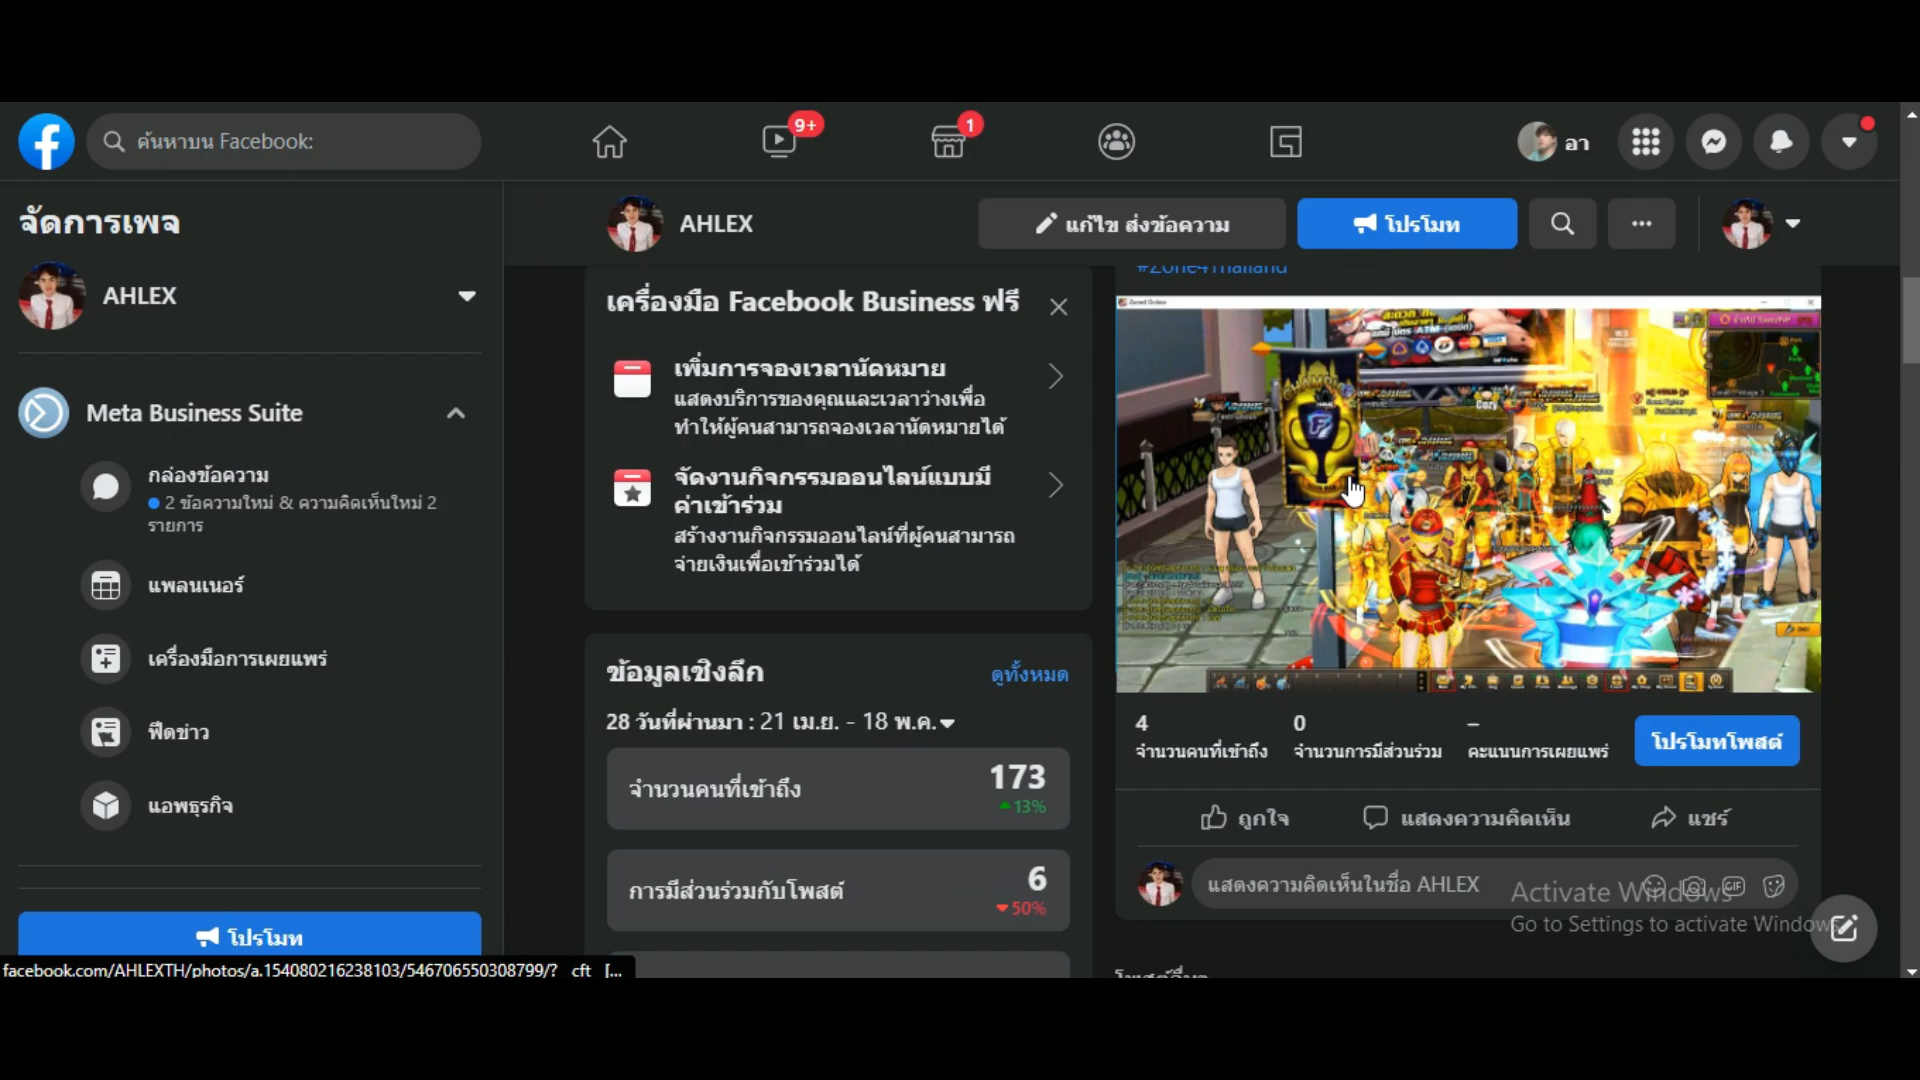 ค้นหาบน Facebook:
9+
1
อา
จัดการเพจ
AHLEX
Meta Business Suite
กล่องข้อความ
2 ข้อความใหม่ & ความคิดเห็นใหม่ 2
รายการ
แพลนเนอร์
เครื่องมือการเผยแพร่
ฟีดข่าว
แอพธุรกิจ
โปรโมท
facebook.com/AHLEXTH/photos/a.154080216238103/546706550308799/?__cft__[...
AHLEX
แก้ไข ส่งข้อความ
โปรโมท
เครื่องมือ Facebook Business ฟรี
เพิ่มการจองเวลานัดหมาย
แสดงบริการของคุณและเวลาว่างเพื่อ
ทำให้ผู้คนสามารถจองเวลานัดหมายได้
จัดงานกิจกรรมออนไลน์แบบมี
ค่าเข้าร่วม
สร้างงานกิจกรรมออนไลน์ที่ผู้คนสามารถ
จ่ายเงินเพื่อเข้าร่วมได้
ข้อมูลเชิงลึก
ดูทั้งหมด
28 วันที่ผ่านมา : 21 เม.ย. - 18 พ.ค.
จำนวนคนที่เข้าถึง
173
13%
การมีส่วนร่วมกับโพสต์
6
50%
#Zone4Thailand
CHAMPION
F
Cozy
4
จำนวนคนที่เข้าถึง
0
จำนวนการมีส่วนร่วม
–
คะแนนการเผยแพร่
โปรโมทโพสต์
ถูกใจ
แสดงความคิดเห็น
แชร์
แสดงความคิดเห็นในชื่อ AHLEX
GIF
Activate Windows
Go to Settings to activate Windows
โพสต์อื่นๆ